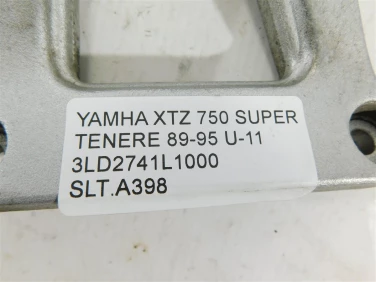 YAMHA XTZ 750 SUPER
TENERE 89-95 U-11
3LD2741L1000
SLT.A398